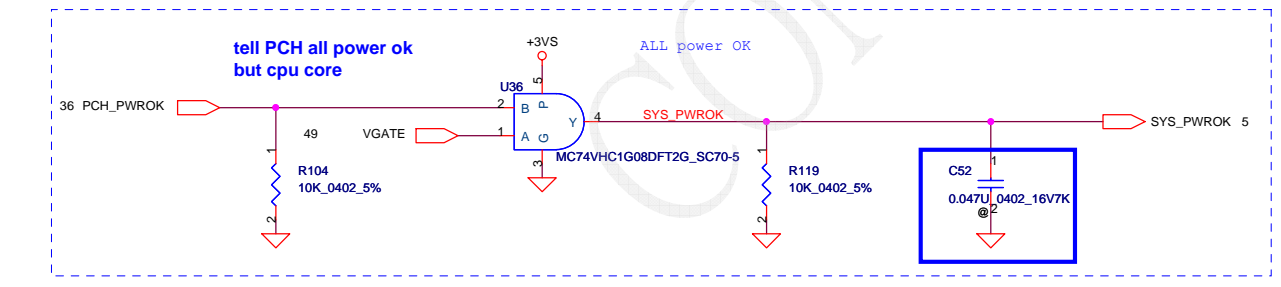 tell PCH all power ok
but cpu core
+3VS
ALL power OK
U36
5
P
36 PCH_PWROK
2
B
49
VGATE
1
A
G
Y
4
SYS_PWROK
SYS_PWROK 5
3
MC74VHC1G08DFT2G_SC70-5
1
R104
10K_0402_5%
2
1
R119
10K_0402_5%
2
1
C52
0.047U_0402_16V7K
@
2